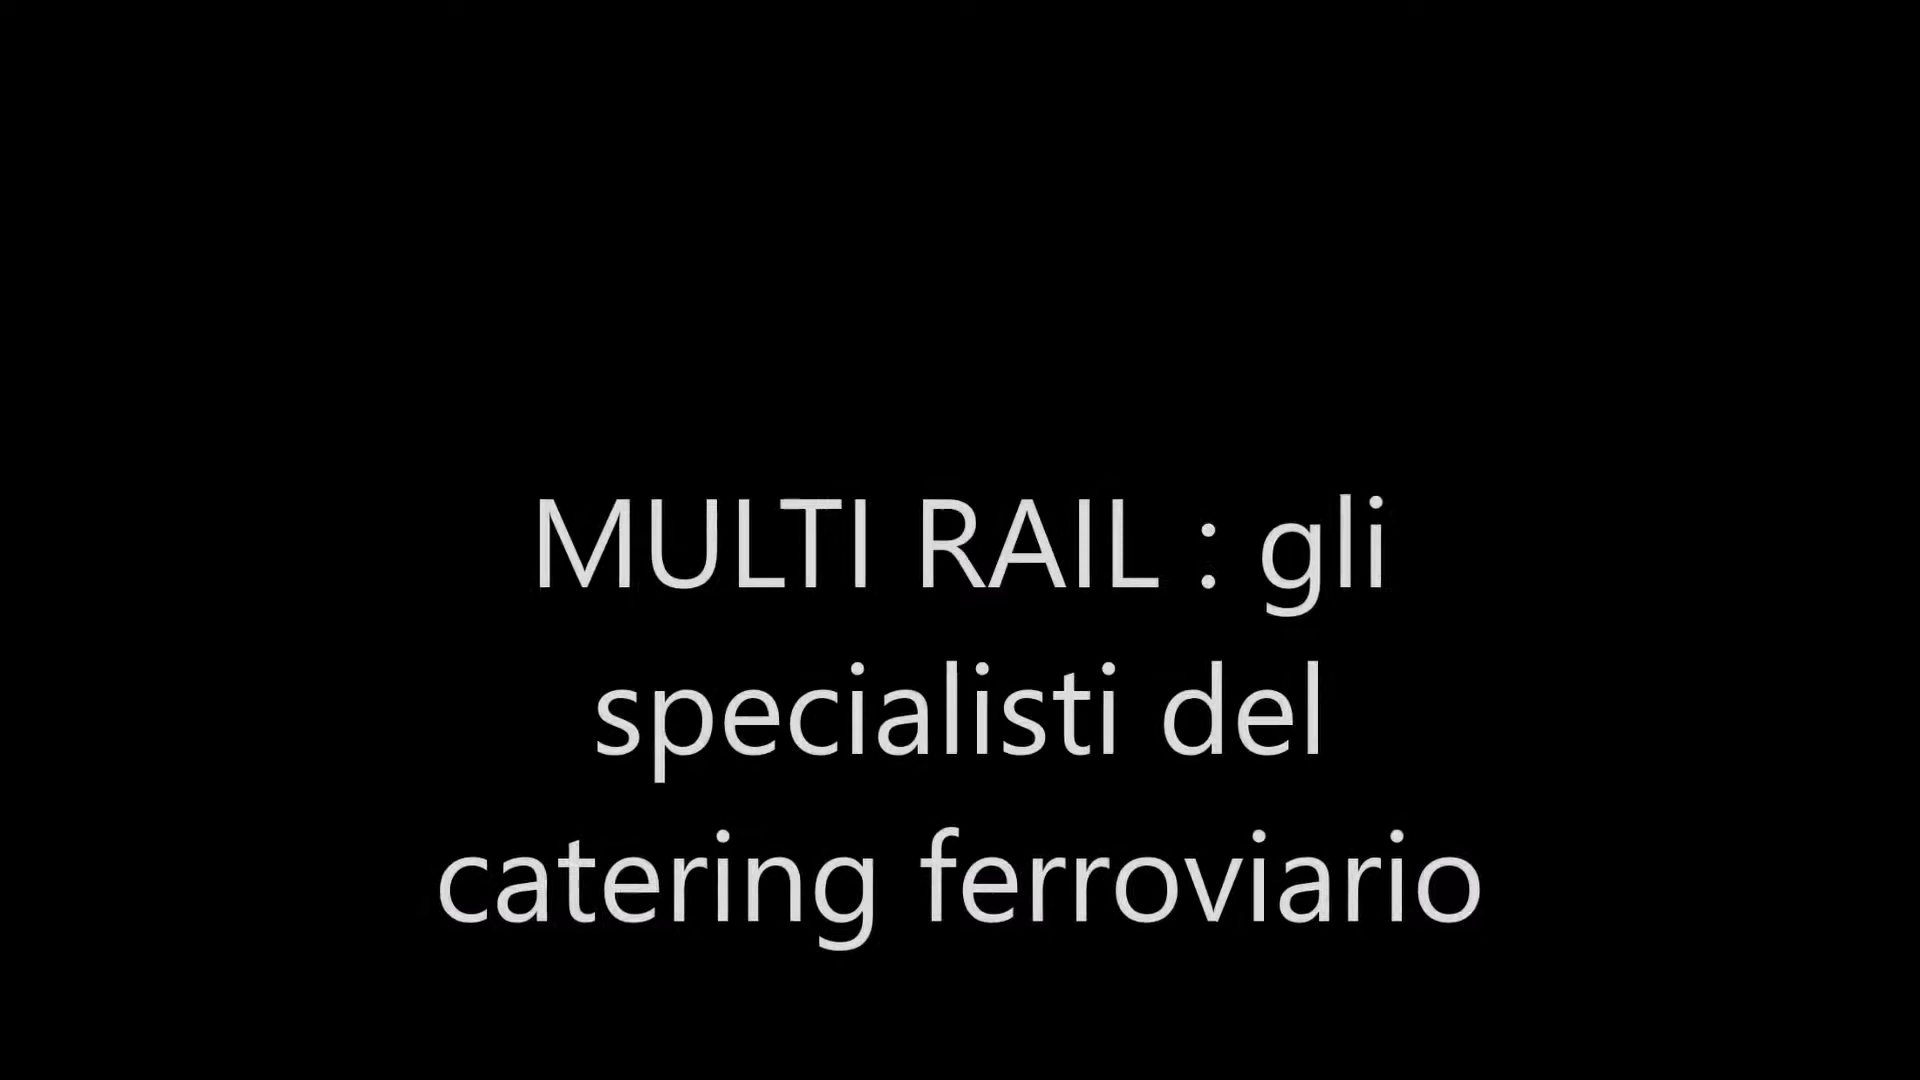 MULTI RAIL : gli
specialisti del
catering ferroviario